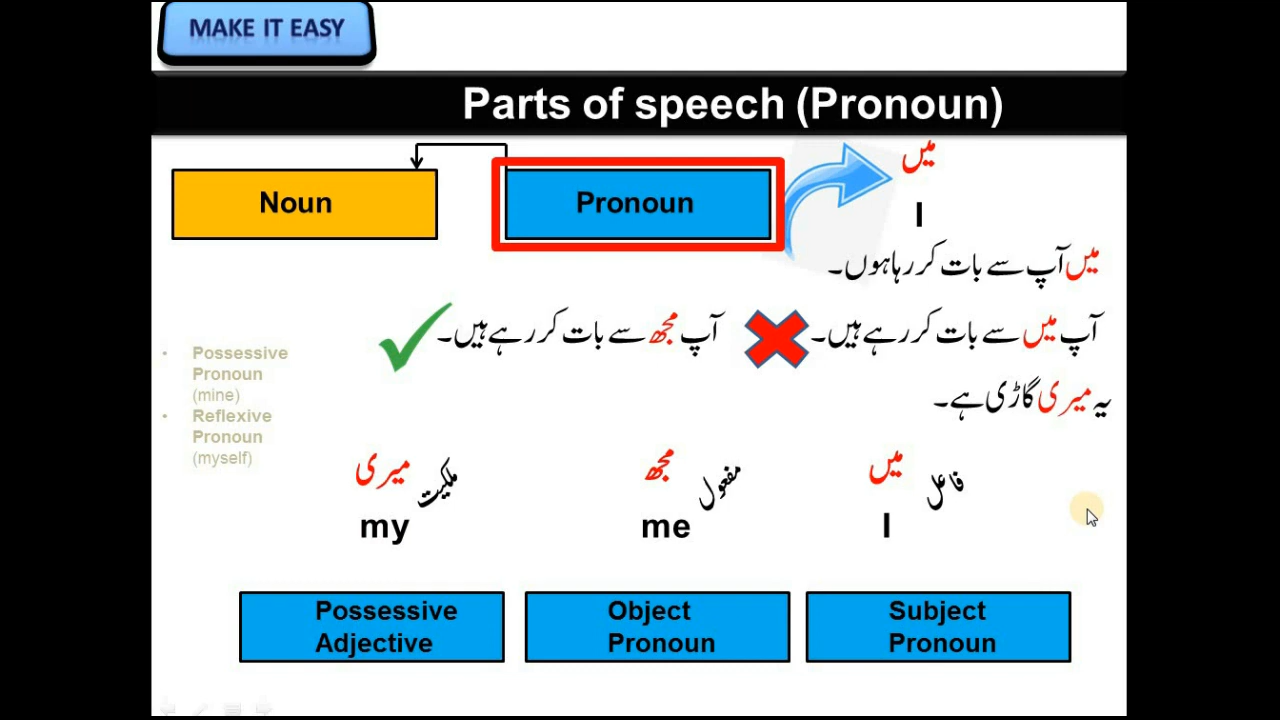 MAKE IT EASY
Parts of speech (Pronoun)
Noun
Pronoun
میں
I
میں آپ سے بات کر رہا ہوں۔
آپ میں سے بات کر رہے ہیں۔
آپ مجھ سے بات کر رہے ہیں۔
یہ میری گاڑی ہے۔
• Possessive
Pronoun
(mine)
• Reflexive
Pronoun
(myself)
میں فاعل
I
مجھ مفعول
me
میری ملکیت
my
Subject
Pronoun
Object
Pronoun
Possessive
Adjective